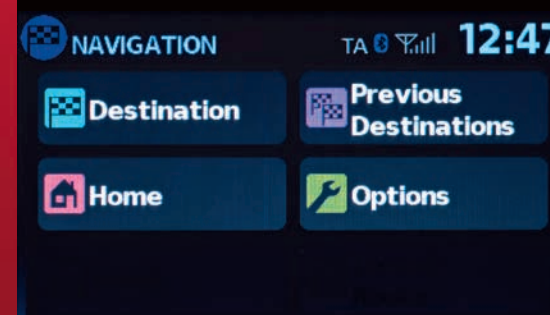 NAVIGATION TA 12:47
Destination
Previous
Destinations
Home
Options